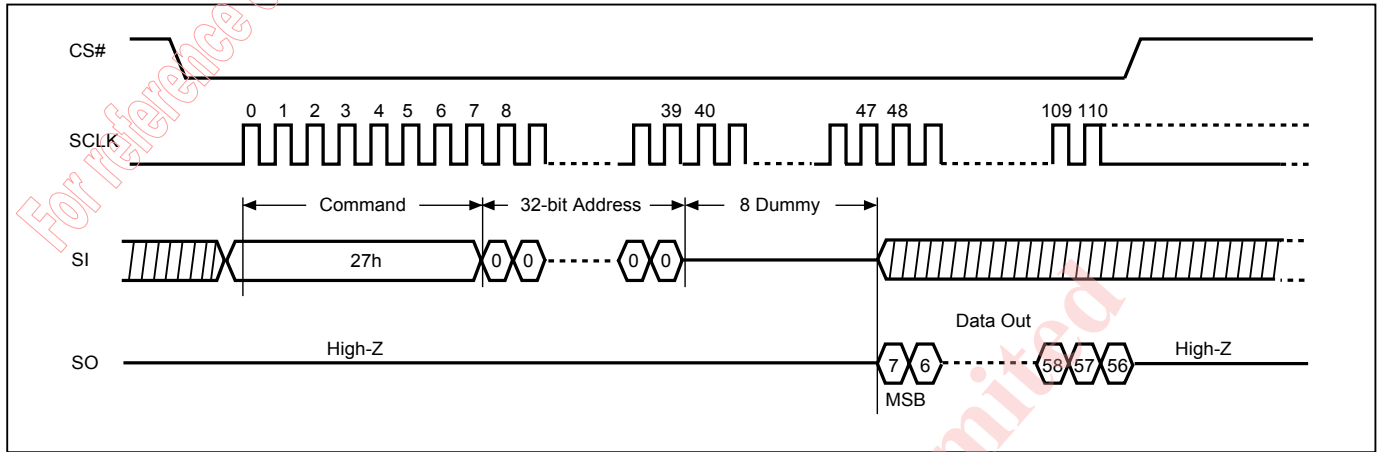 CS#
0 1 2 3 4 5 6 7 8 39 40 47 48 109 110
SCLK
Command 32-bit Address 8 Dummy
SI 27h 0 0 0 0
Data Out
SO High-Z 7 6 58 57 56 High-Z
MSB
For reference
mited